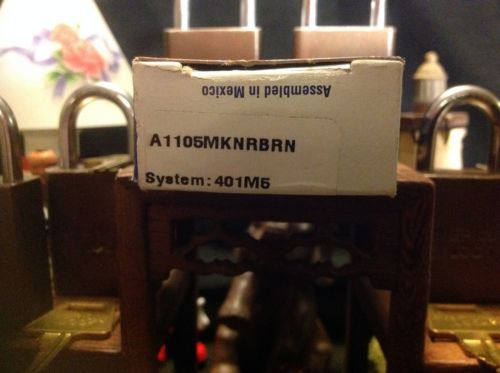 Assembled in Mexico
A1105MKNRBRN
System: 401M5